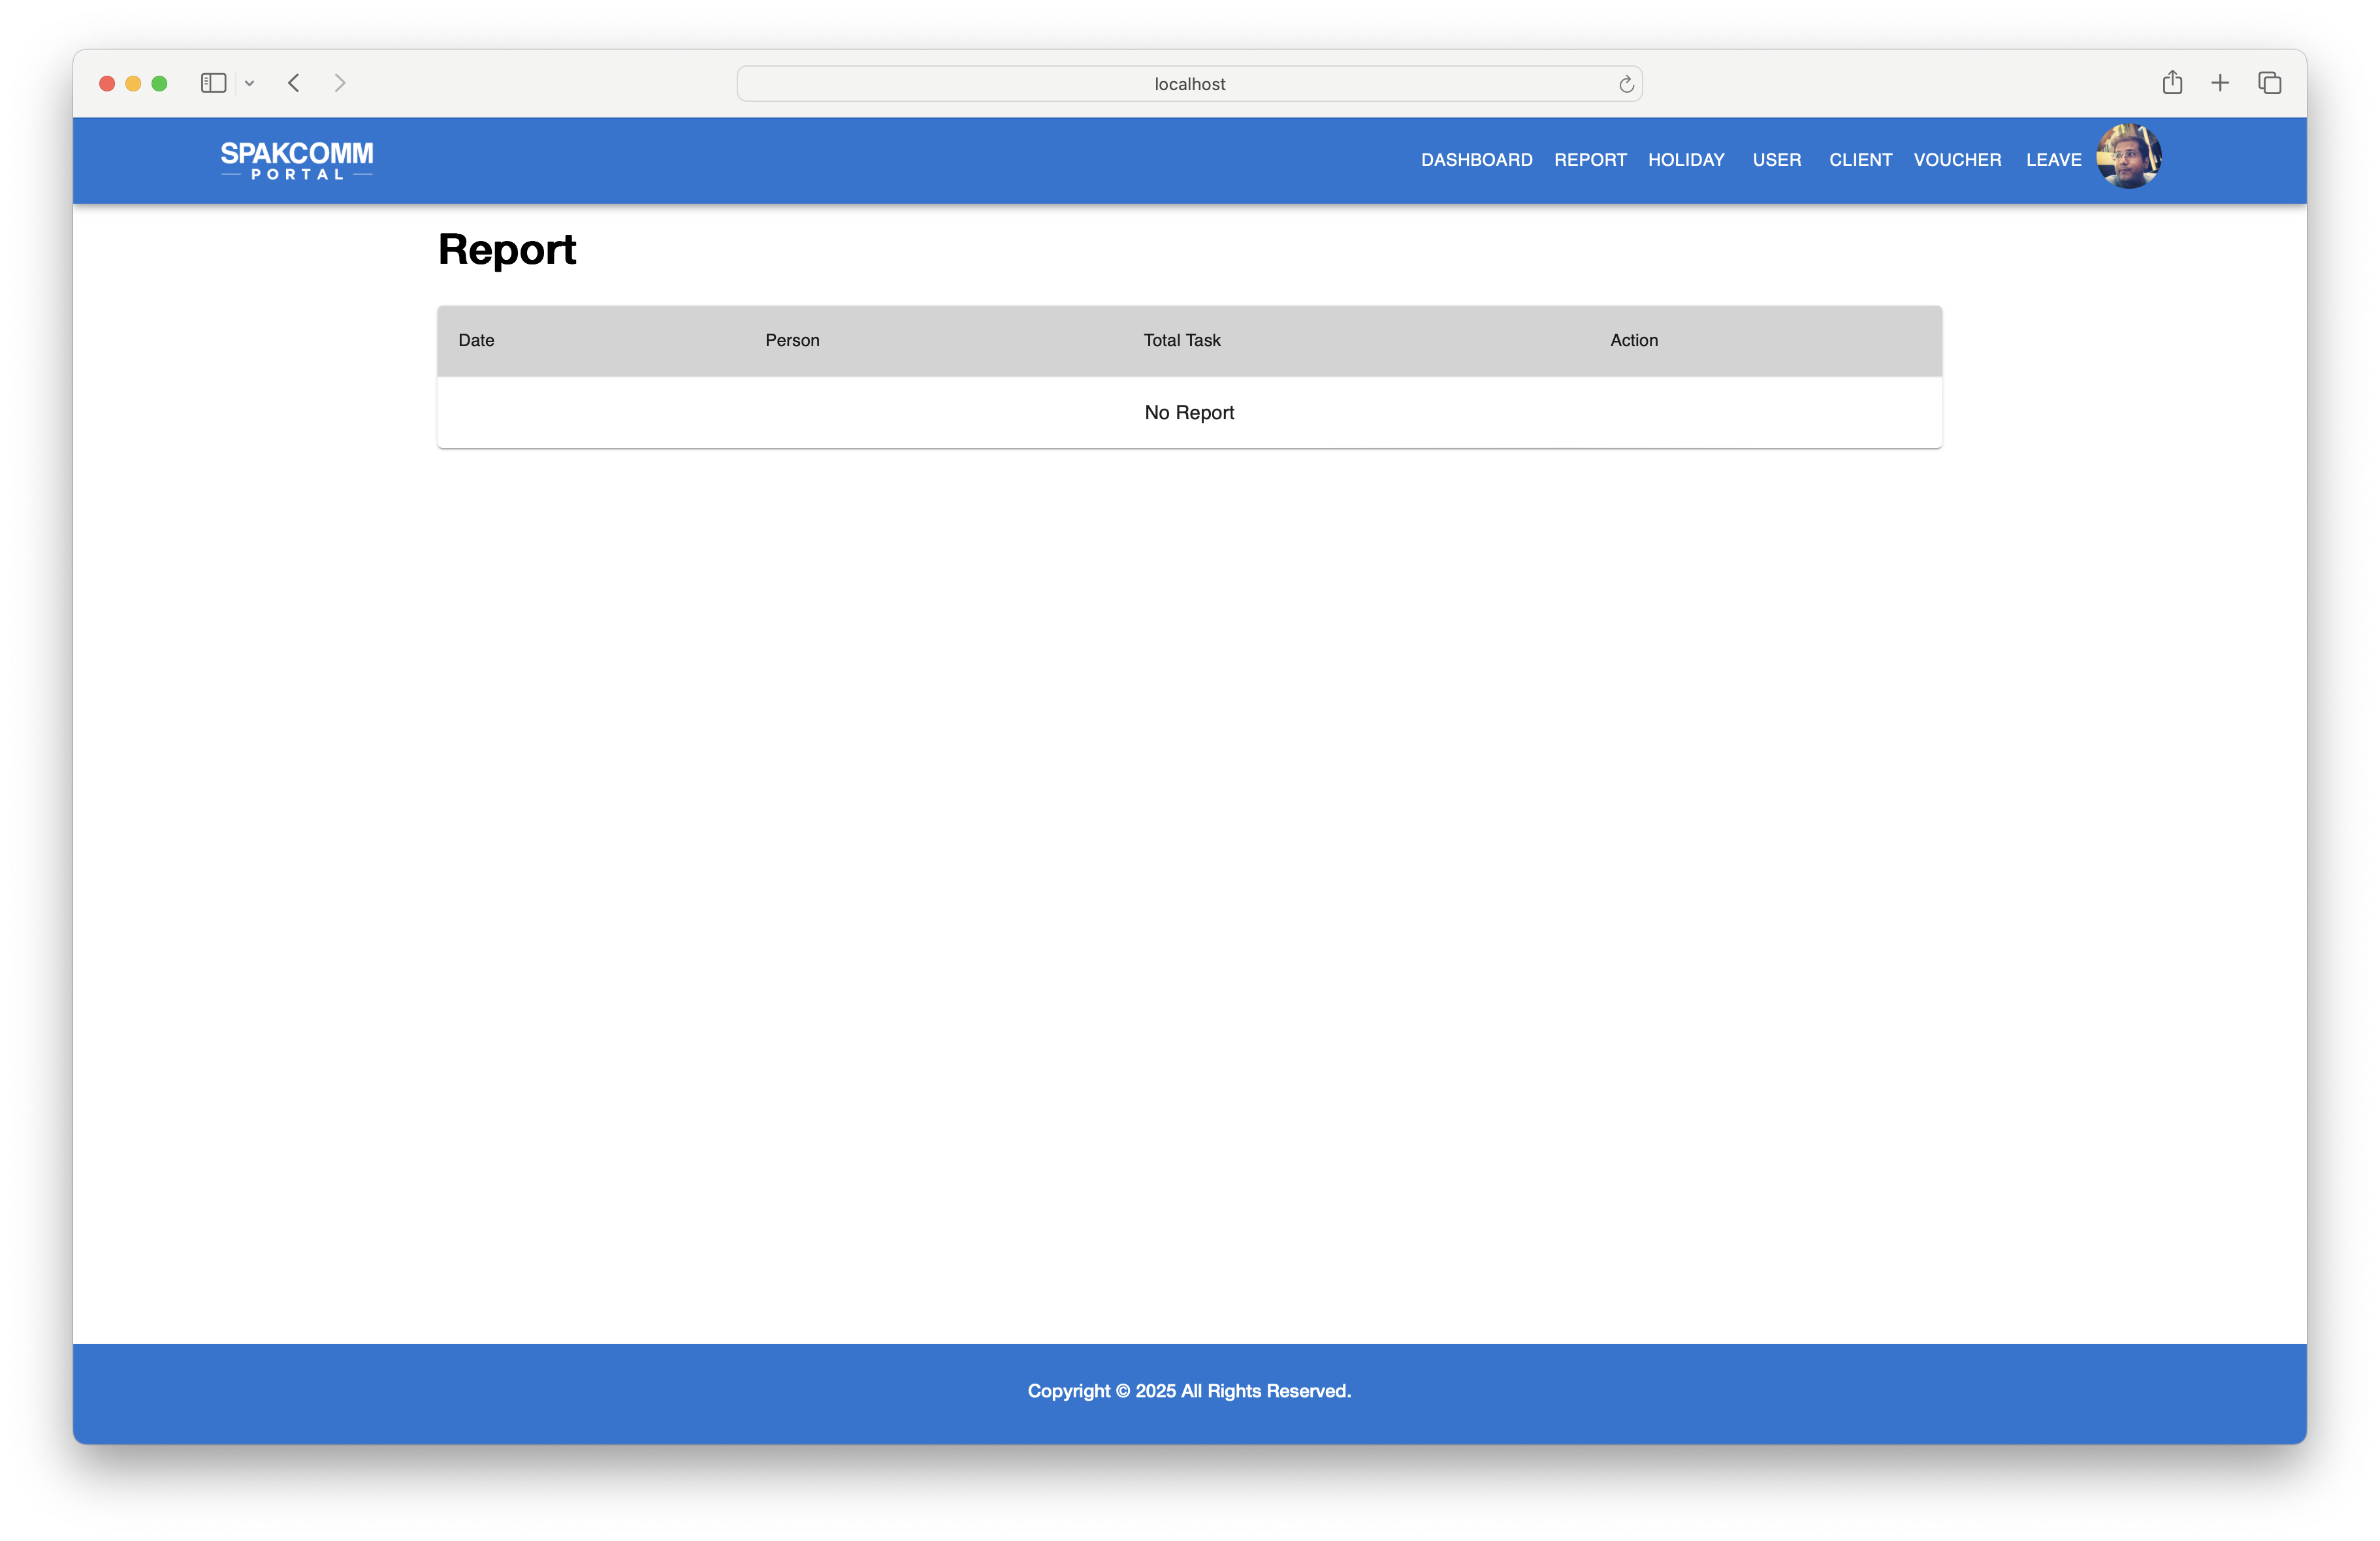 localhost
SPAKCOMM
PORTAL
DASHBOARD REPORT HOLIDAY USER CLIENT VOUCHER LEAVE
Report
Date Person Total Task Action
No Report
Copyright © 2025 All Rights Reserved.